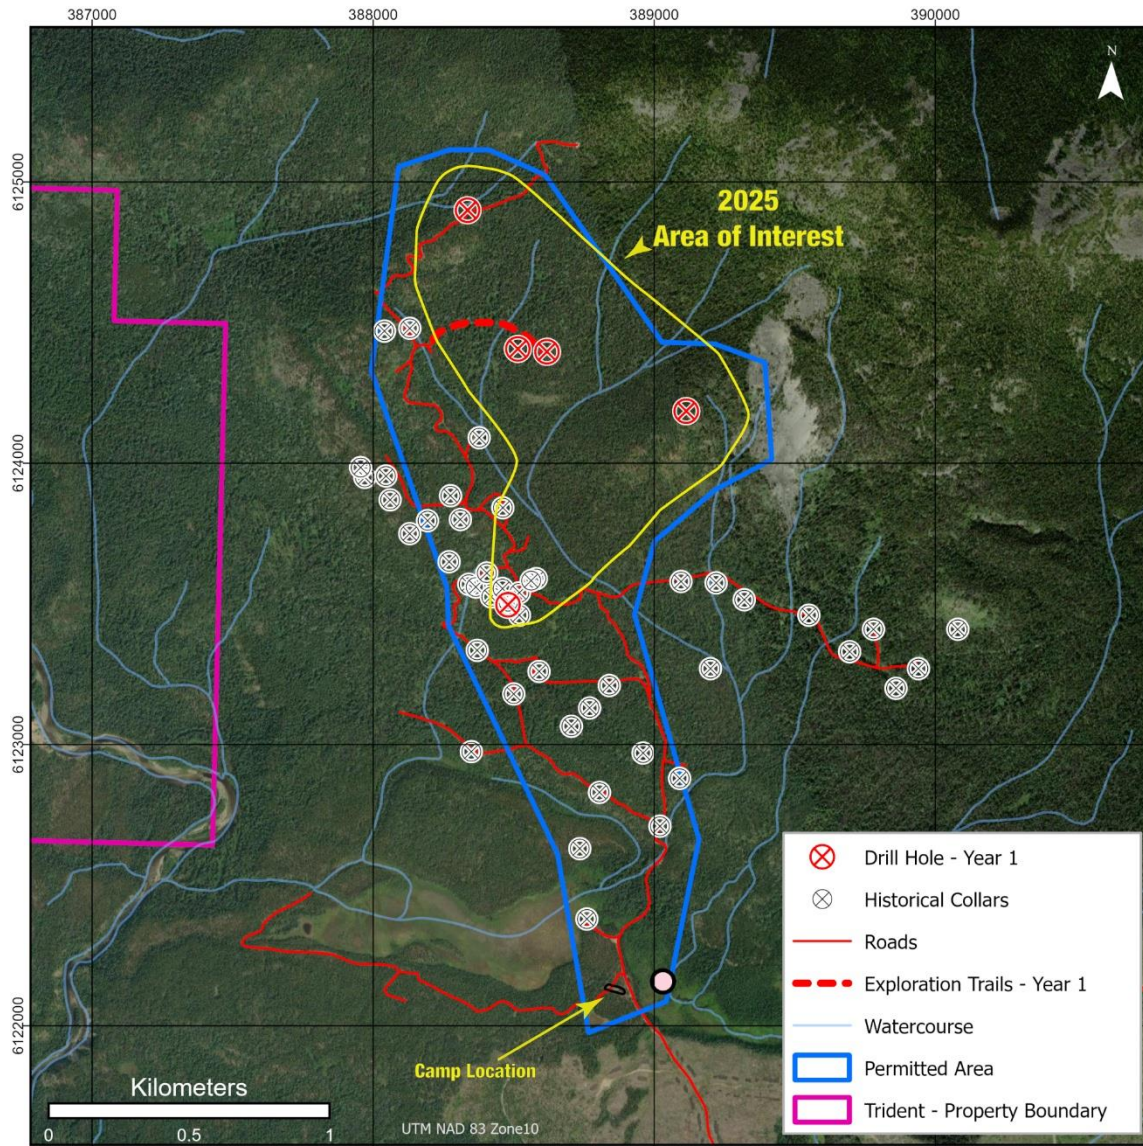 387000
388000
389000
390000
N
6125000
2025
Area of Interest
6124000
6123000
Drill Hole - Year 1
Historical Collars
Roads
Exploration Trails - Year 1
Watercourse
Permitted Area
Trident - Property Boundary
6122000
Camp Location
Kilometers
0 0.5 1
UTM NAD 83 Zone10